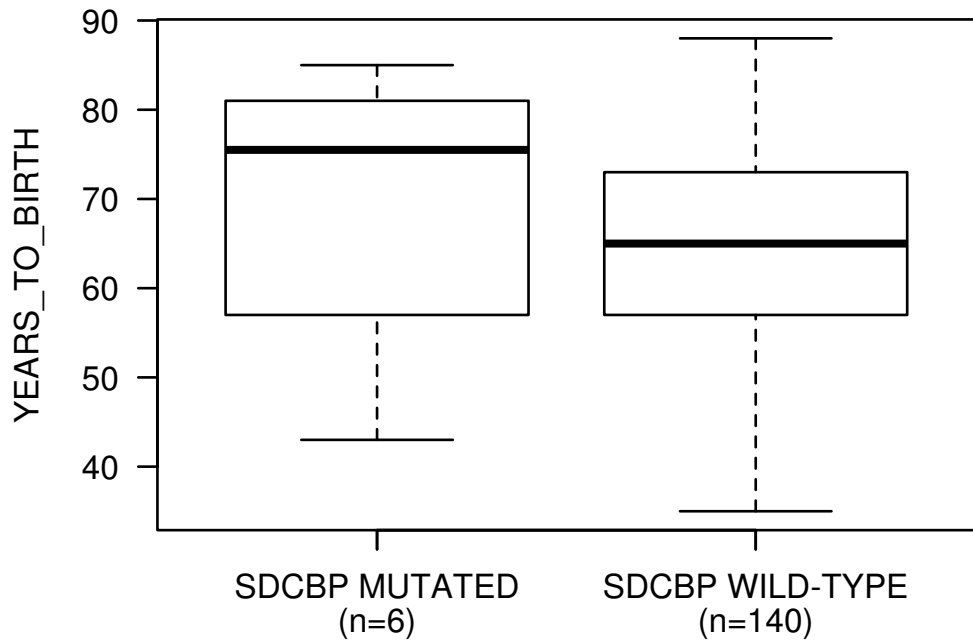 YEARS_TO_BIRTH
90
80
70
60
50
40
SDCBP MUTATED
(n=6)
SDCBP WILD-TYPE
(n=140)